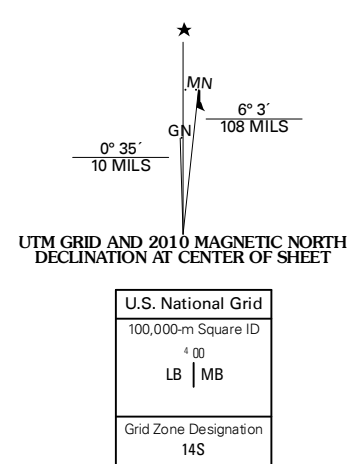 ★
MN
GN
6° 3´
108 MILS
0° 35´
10 MILS
UTM GRID AND 2010 MAGNETIC NORTH
DECLINATION AT CENTER OF SHEET
U.S. National Grid
100,000-m Square ID
4 00
LB MB
Grid Zone Designation
14S